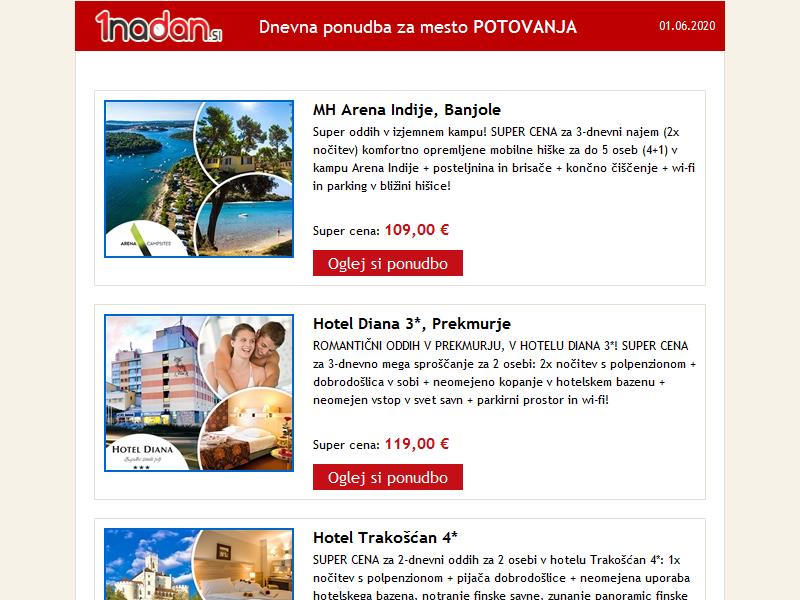 1nadan.si
Dnevna ponudba za mesto POTOVANJA
01.06.2020
MH Arena Indije, Banjole
Super oddih v izjemnem kampu! SUPER CENA za 3-dnevni najem (2x
nočitev) komfortno opremljene mobilne hiške za do 5 oseb (4+1) v
kampu Arena Indije + posteljnina in brisače + končno čiščenje + wi-fi
in parking v bližini hišice!
ARENA CAMPSITES
Super cena: 109,00 €
Oglej si ponudbo
Hotel Diana 3*, Prekmurje
ROMANTIČNI ODDIH V PREKMURJU, V HOTELU DIANA 3*! SUPER CENA
za 3-dnevno mega sproščanje za 2 osebi: 2x nočitev s polpenzionom +
dobrodošlica v sobi + neomejeno kopanje v hotelskem bazenu +
neomejen vstop v svet savn + parkirni prostor in wi-fi!
HOTEL DIANA
Super cena: 119,00 €
Oglej si ponudbo
Hotel Trakošćan 4*
SUPER CENA za 2-dnevni oddih za 2 osebi v hotelu Trakošćan 4*: 1x
nočitev s polpenzionom + pijača dobrodošlice + neomejena uporaba
hotelskega bazena, notranje finske savne, zunanje panoramic finske